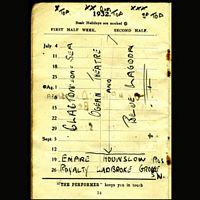 1932
Bank Holidays are marked
FIRST HALF WEEK. SECOND HALF.
July 4
11
18
25
Aug. 1
8
15
22
29
Sept. 5
12
19
26
CLACTON-ON-SEA
OCEAN THEATRE
AND
BLUE LAGOON
EMPIRE HOUNSLOW
ROYALTY LADBROKE GROVE
"THE PERFORMER" keeps you in touch